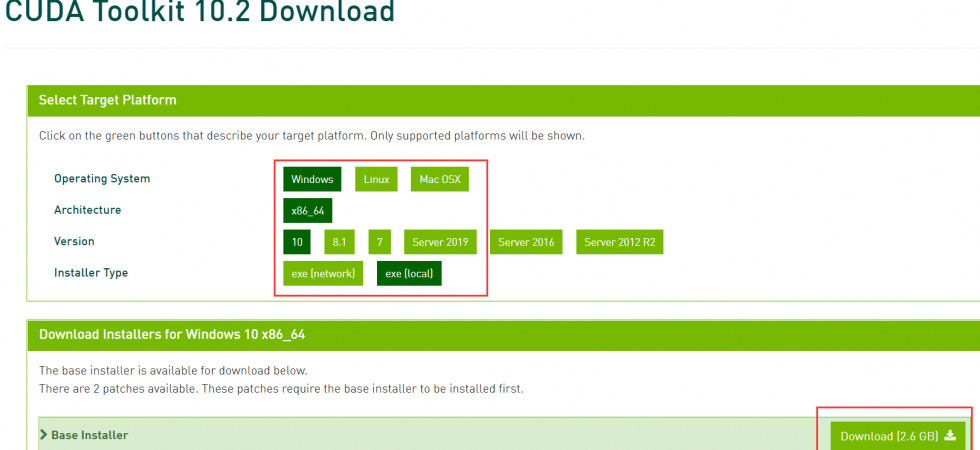 CUDA Toolkit 10.2 Download
Select Target Platform
Click on the green buttons that describe your target platform. Only supported platforms will be shown.
Operating System Windows Linux Mac OSX
Architecture x86_64
Version 10 8.1 7 Server 2019 Server 2016 Server 2012 R2
Installer Type exe (network) exe (local)
Download Installers for Windows 10 x86_64
The base installer is available for download below.
There are 2 patches available. These patches require the base installer to be installed first.
Base Installer Download (2.6 GB)